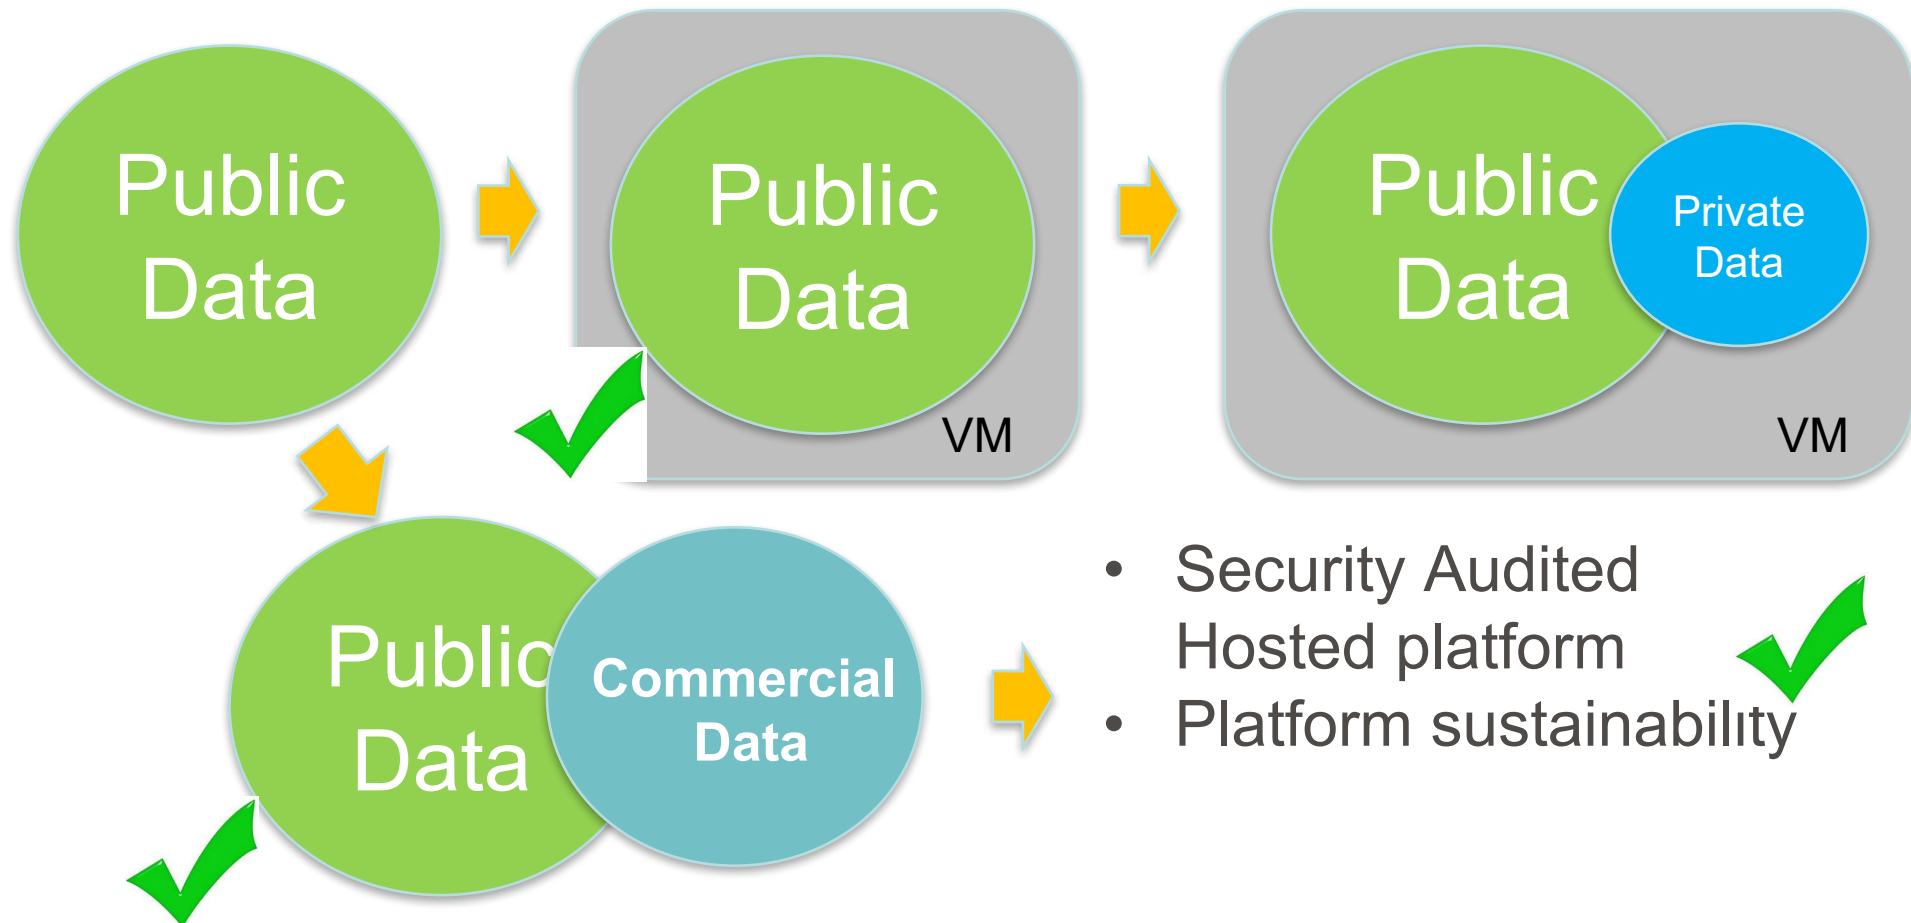 Public
Data
Public
Data
VM
Public
Data
Private
Data
VM
Public
Data
Commercial
Data
• Security Audited
Hosted platform
• Platform sustainability